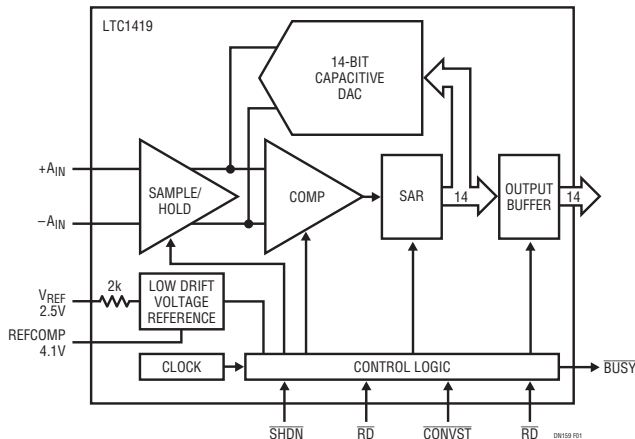 LTC1419
14-BIT
CAPACITIVE
DAC
+AIN
SAMPLE/
HOLD
COMP
SAR
14
OUTPUT
BUFFER
14
–AIN
VREF
2.5V
2k
LOW DRIFT
VOLTAGE
REFERENCE
REFCOMP
4.1V
CLOCK
CONTROL LOGIC
BUSY
SHDN
RD
CONVST
RD
DN159 F01